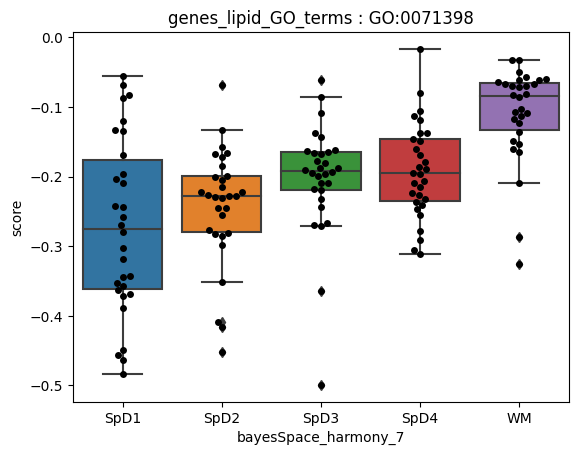 genes_lipid_GO_terms : GO:0071398
0.0
−0.1
−0.2
−0.3
−0.4
−0.5
score
SpD1 SpD2 SpD3 SpD4 WM
bayesSpace_harmony_7